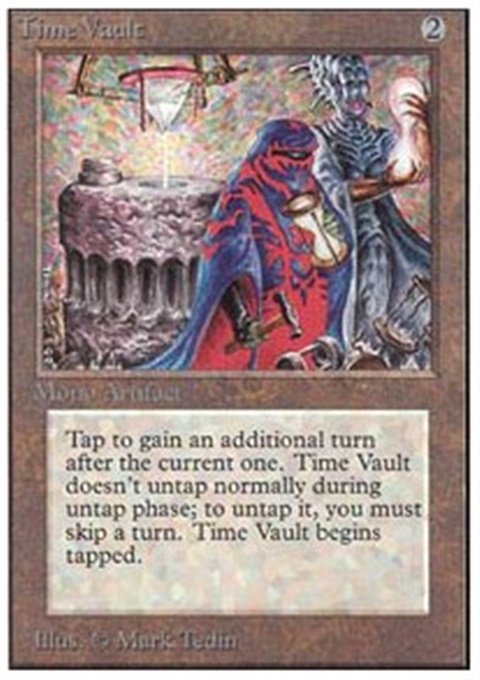 Time Vault 2
Mono Artifact
Tap to gain an additional turn
after the current one. Time Vault
doesn't untap normally during
untap phase; to untap it, you must
skip a turn. Time Vault begins
tapped.
Illus. © Mark Tedin